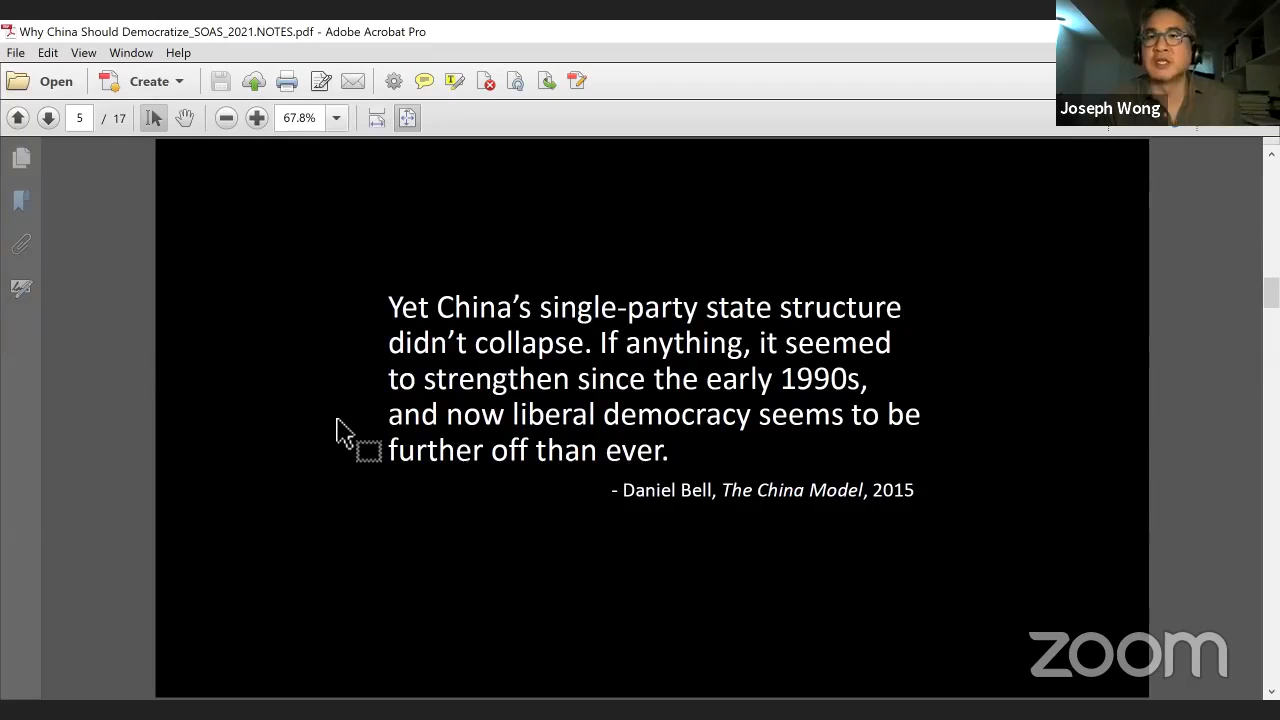 Why China Should Democratize_SOAS_2021.NOTES.pdf - Adobe Acrobat Pro
File Edit View Window Help
Open Create
5 / 17 67.8%
Joseph Wong
Yet China’s single-party state structure
didn’t collapse. If anything, it seemed
to strengthen since the early 1990s,
and now liberal democracy seems to be
further off than ever.
- Daniel Bell, The China Model, 2015
zoom